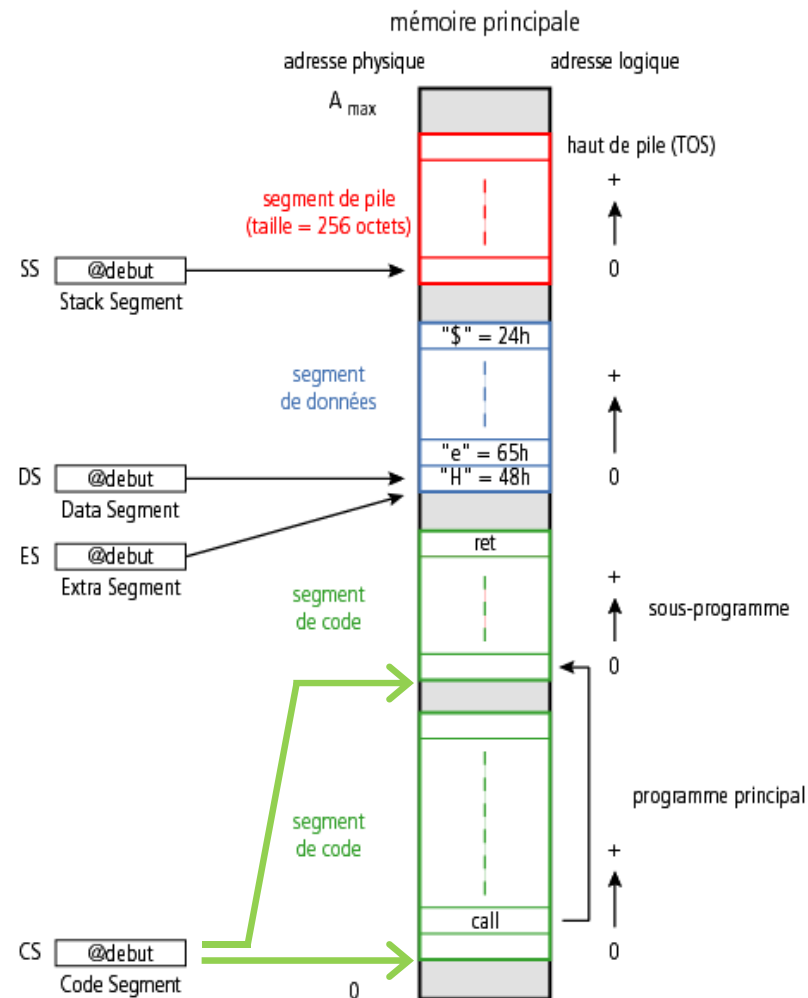 mémoire principale
adresse physique
adresse logique
A max
haut de pile (TOS)
segment de pile
(taille = 256 octets)
+
0
SS
@debut
Stack Segment
"$" = 24h
segment
de données
+
"e" = 65h
"H" = 48h
0
DS
@debut
Data Segment
ES
@debut
Extra Segment
ret
segment
de code
+
sous-programme
0
programme principal
segment
de code
+
call
0
CS
@debut
Code Segment
0